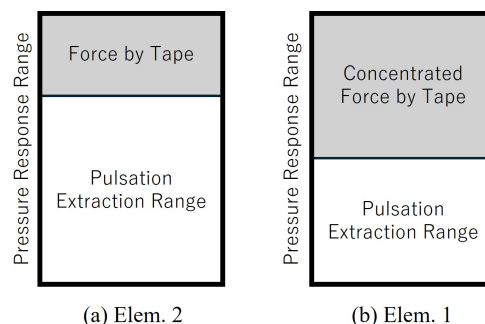 Pressure Response Range
Force by Tape
Pulsation
Extraction Range
(a) Elem. 2
Pressure Response Range
Concentrated
Force by Tape
Pulsation
Extraction Range
(b) Elem. 1